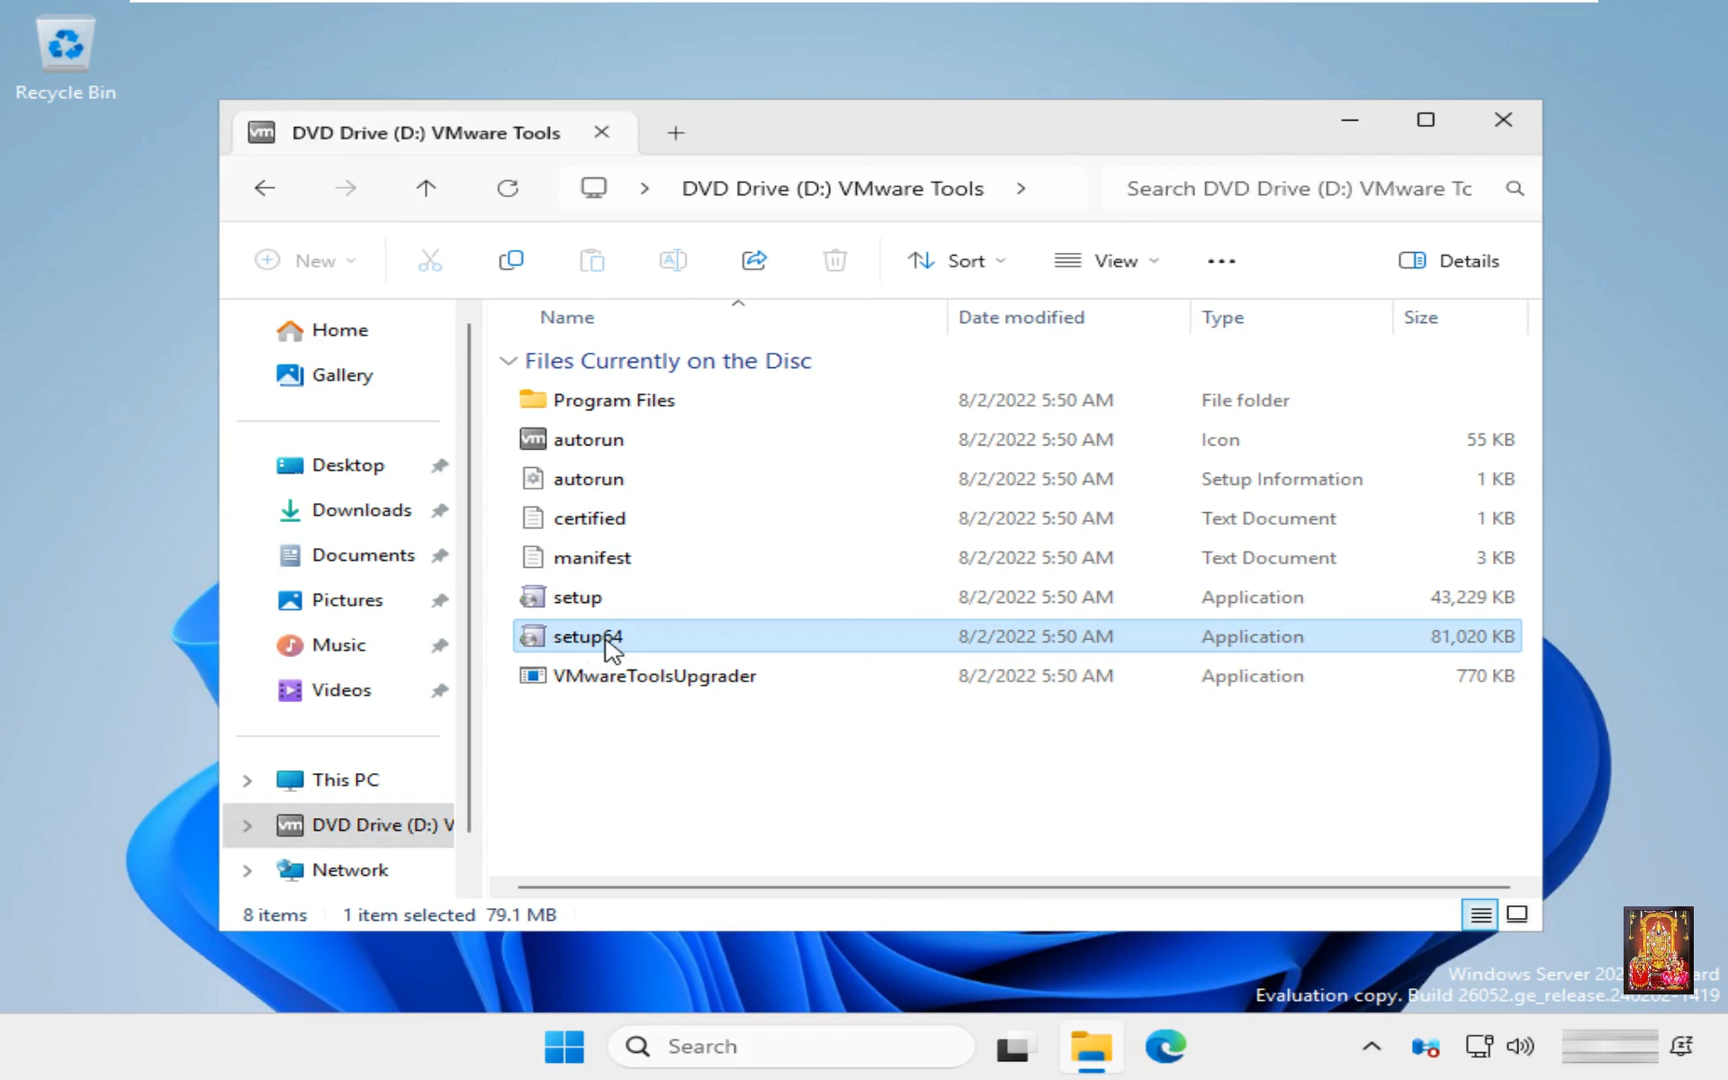 Recycle Bin
DVD Drive (D:) VMware Tools
DVD Drive (D:) VMware Tools
Search DVD Drive (D:) VMware Tc
New
Sort
View
Details
Name Date modified Type Size
Files Currently on the Disc
Program Files 8/2/2022 5:50 AM File folder
autorun 8/2/2022 5:50 AM Icon 55 KB
autorun 8/2/2022 5:50 AM Setup Information 1 KB
certified 8/2/2022 5:50 AM Text Document 1 KB
manifest 8/2/2022 5:50 AM Text Document 3 KB
setup 8/2/2022 5:50 AM Application 43,229 KB
setup64 8/2/2022 5:50 AM Application 81,020 KB
VMwareToolsUpgrader 8/2/2022 5:50 AM Application 770 KB
Home
Gallery
Desktop
Downloads
Documents
Pictures
Music
Videos
This PC
vm DVD Drive (D:) V
Network
8 items 1 item selected 79.1 MB
Windows Server
Evaluation copy. Build
Search